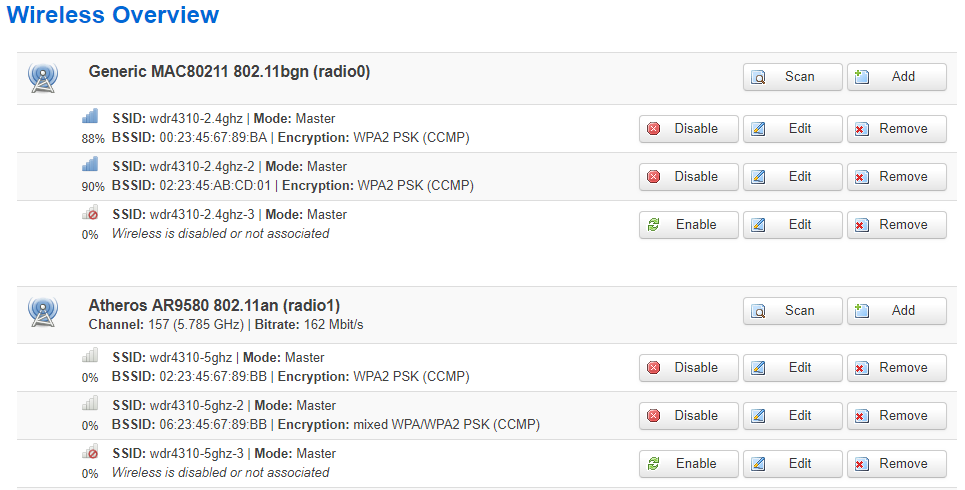 Wireless Overview
Generic MAC80211 802.11bgn (radio0)
Scan
Add
SSID: wdr4310-2.4ghz | Mode: Master
88% BSSID: 00:23:45:67:89:BA | Encryption: WPA2 PSK (CCMP)
Disable
Edit
Remove
SSID: wdr4310-2.4ghz-2 | Mode: Master
90% BSSID: 02:23:45:AB:CD:01 | Encryption: WPA2 PSK (CCMP)
Disable
Edit
Remove
SSID: wdr4310-2.4ghz-3 | Mode: Master
0% Wireless is disabled or not associated
Enable
Edit
Remove
Atheros AR9580 802.11an (radio1)
Channel: 157 (5.785 GHz) | Bitrate: 162 Mbit/s
Scan
Add
SSID: wdr4310-5ghz | Mode: Master
0% BSSID: 02:23:45:67:89:BB | Encryption: WPA2 PSK (CCMP)
Disable
Edit
Remove
SSID: wdr4310-5ghz-2 | Mode: Master
0% BSSID: 06:23:45:67:89:BB | Encryption: mixed WPA/WPA2 PSK (CCMP)
Disable
Edit
Remove
SSID: wdr4310-5ghz-3 | Mode: Master
0% Wireless is disabled or not associated
Enable
Edit
Remove